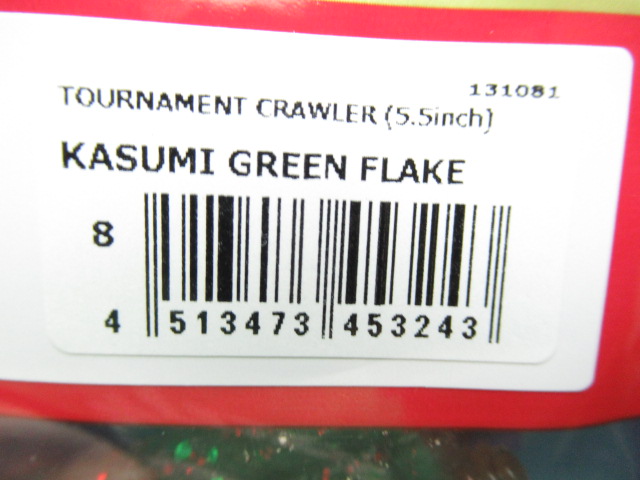 131081
TOURNAMENT CRAWLER (5.5inch)
KASUMI GREEN FLAKE
8
4 513473 453243